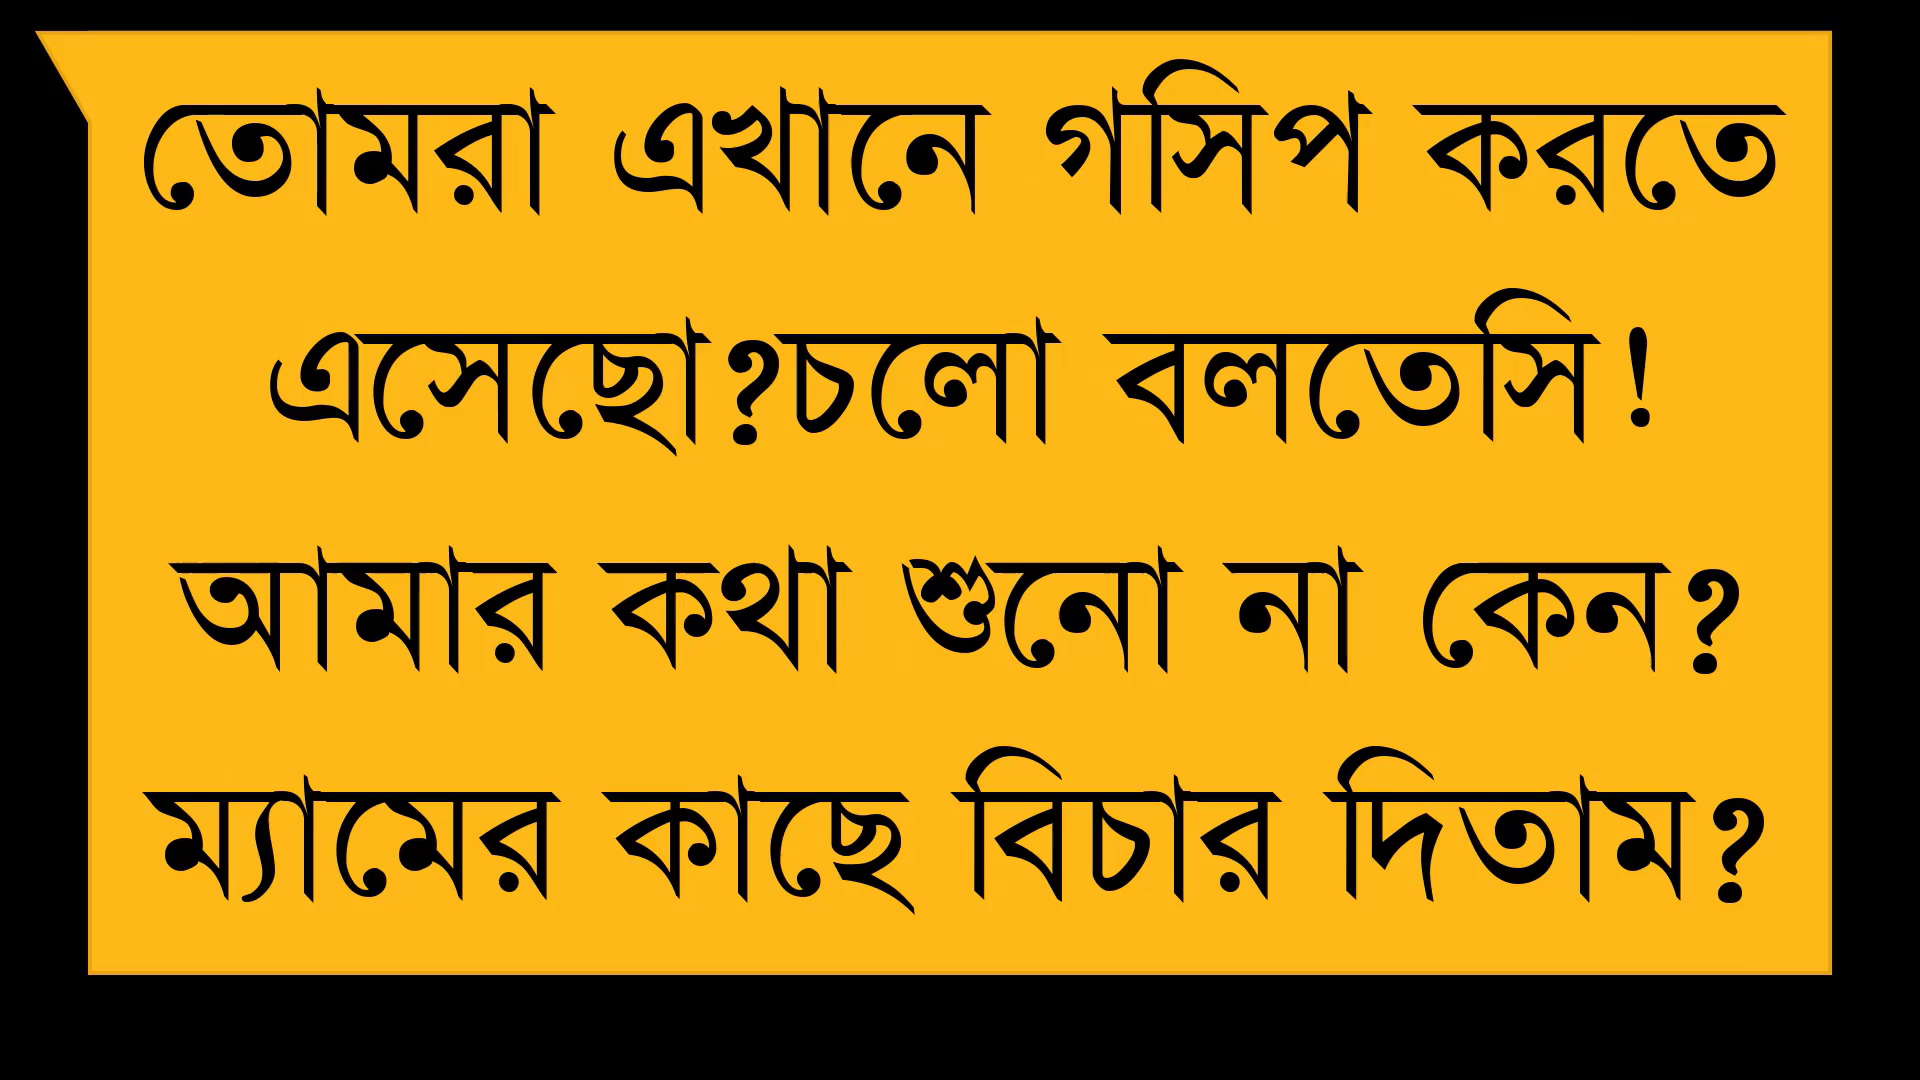 তোমরা এখানে গসিপ করতে
এসেছো?চলো বলতেসি!
আমার কথা শুনো না কেন?
ম্যামের কাছে বিচার দিতাম?